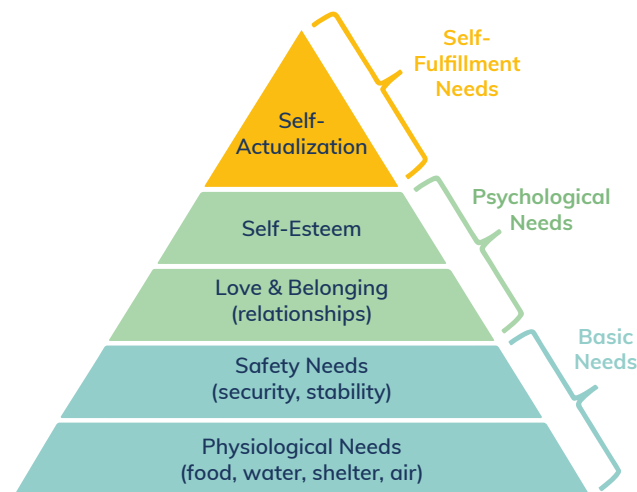 Self-
Fulfillment
Needs
Self-
Actualization
Psychological
Needs
Self-Esteem
Love & Belonging
(relationships)
Basic
Needs
Safety Needs
(security, stability)
Physiological Needs
(food, water, shelter, air)